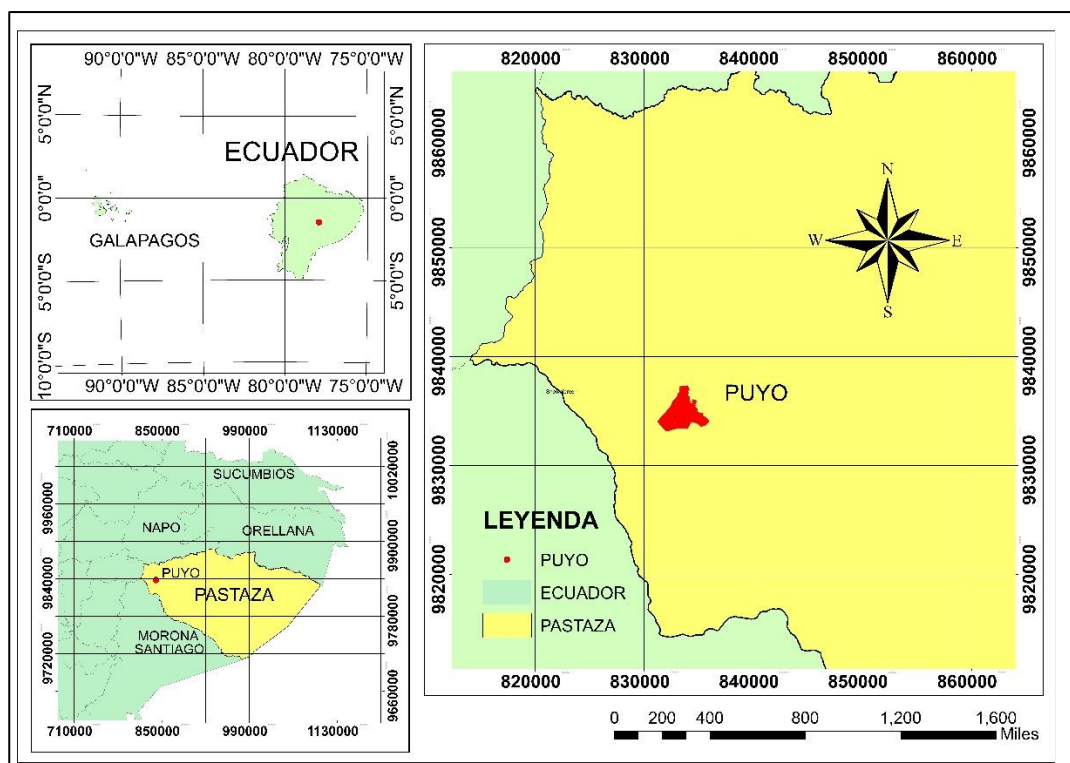 90°0'0"W 85°0'0"W 80°0'0"W 75°0'0"W
5°0'0"N
0°0'0"
5°0'0"S
10°0'0"S
5°0'0"N
0°0'0"
5°0'0"S
10°0'0"S
ECUADOR
GALAPAGOS
90°0'0"W 85°0'0"W 80°0'0"W 75°0'0"W
710000 850000 990000 1130000
9960000
9840000
9720000
10020000
9900000
9780000
9660000
SUCUMBIOS
NAPO
ORELLANA
PUYO
PASTAZA
MORONA
SANTIAGO
710000 850000 990000 1130000
820000 830000 840000 850000 860000
9860000
9850000
9840000
9830000
9820000
9860000
9850000
9840000
9830000
9820000
N
W E
S
PUYO
LEYENDA
PUYO
ECUADOR
PASTAZA
820000 830000 840000 850000 860000
0 200 400 800 1,200 1,600
Miles